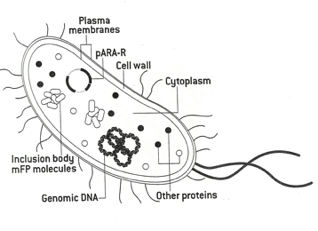 Plasma
membranes
pARA-R
Cell wall
Cytoplasm
Inclusion body
mFP molecules
Genomic DNA
Other proteins